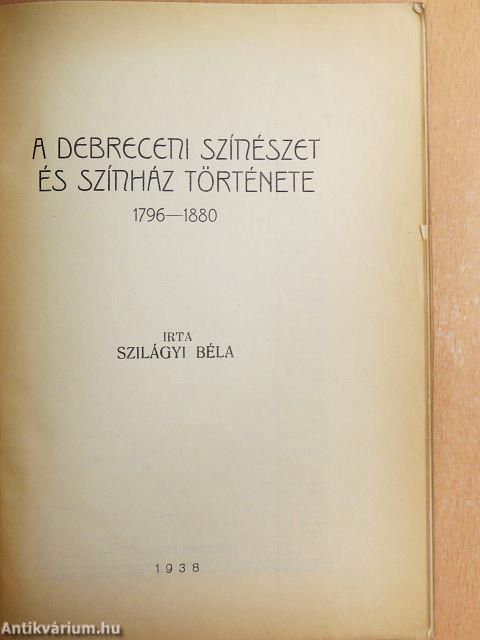 A DEBRECENI SZÍNÉSZET
ÉS SZÍNHÁZ TÖRTÉNETE
1796—1880
IRTA
SZILÁGYI BÉLA
1938
Antikvárium.hu